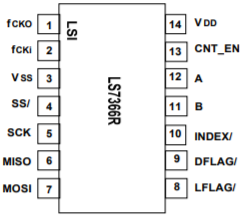 fCKO 1
fCKi 2
VSS 3
SS/ 4
SCK 5
MISO 6
MOSI 7
LSI
LS7366R
14 VDD
13 CNT_EN
12 A
11 B
10 INDEX/
9 DFLAG/
8 LFLAG/